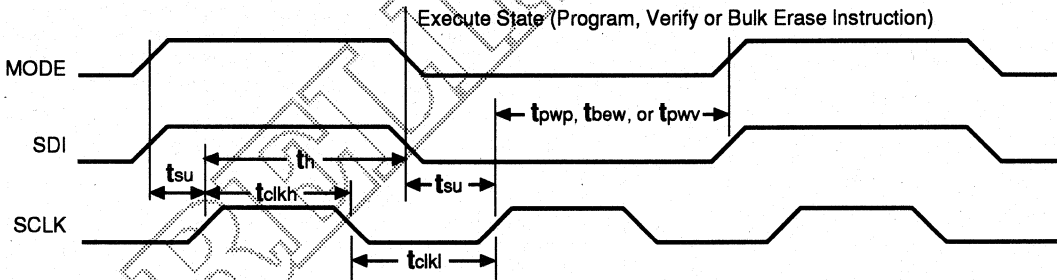 Execute State (Program, Verify or Bulk Erase Instruction)
MODE
tpwp, tbew, or tpwv
SDI
tsu
th
tclkh
tsu
SCLK
tclkl